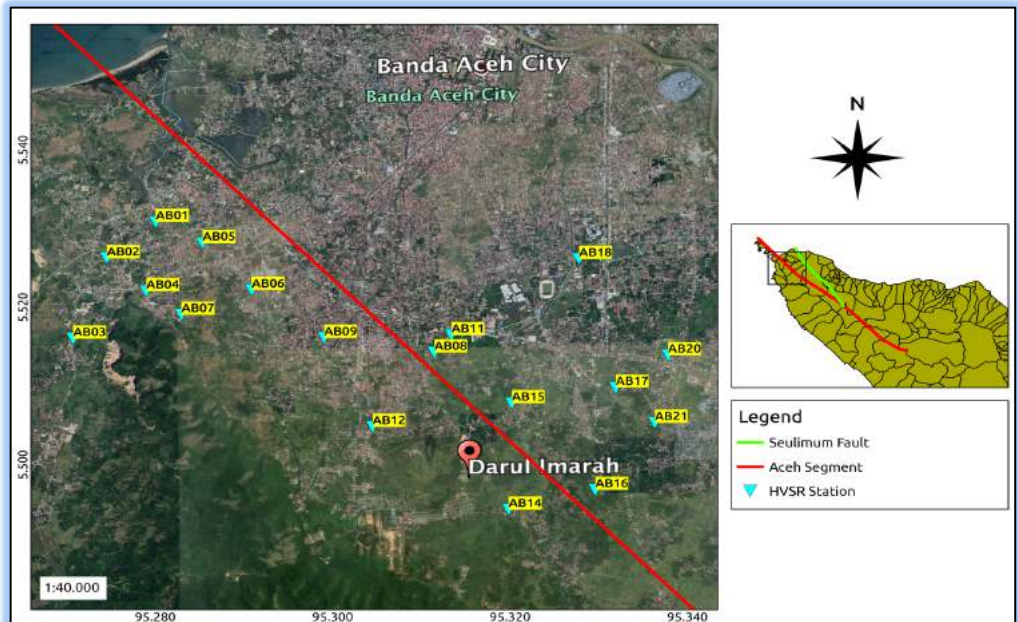 Banda Aceh City
Banda Aceh City
N
5.540
AB01
AB05
AB02
AB18
AB04
AB06
5.520
AB07
AB03
AB09
AB11
AB08
AB20
AB17
AB15
AB21
AB12
5.500
Darul Imarah
AB16
AB14
1:40.000
95.280
95.300
95.320
95.340
Legend
Seulimum Fault
Aceh Segment
HVSR Station